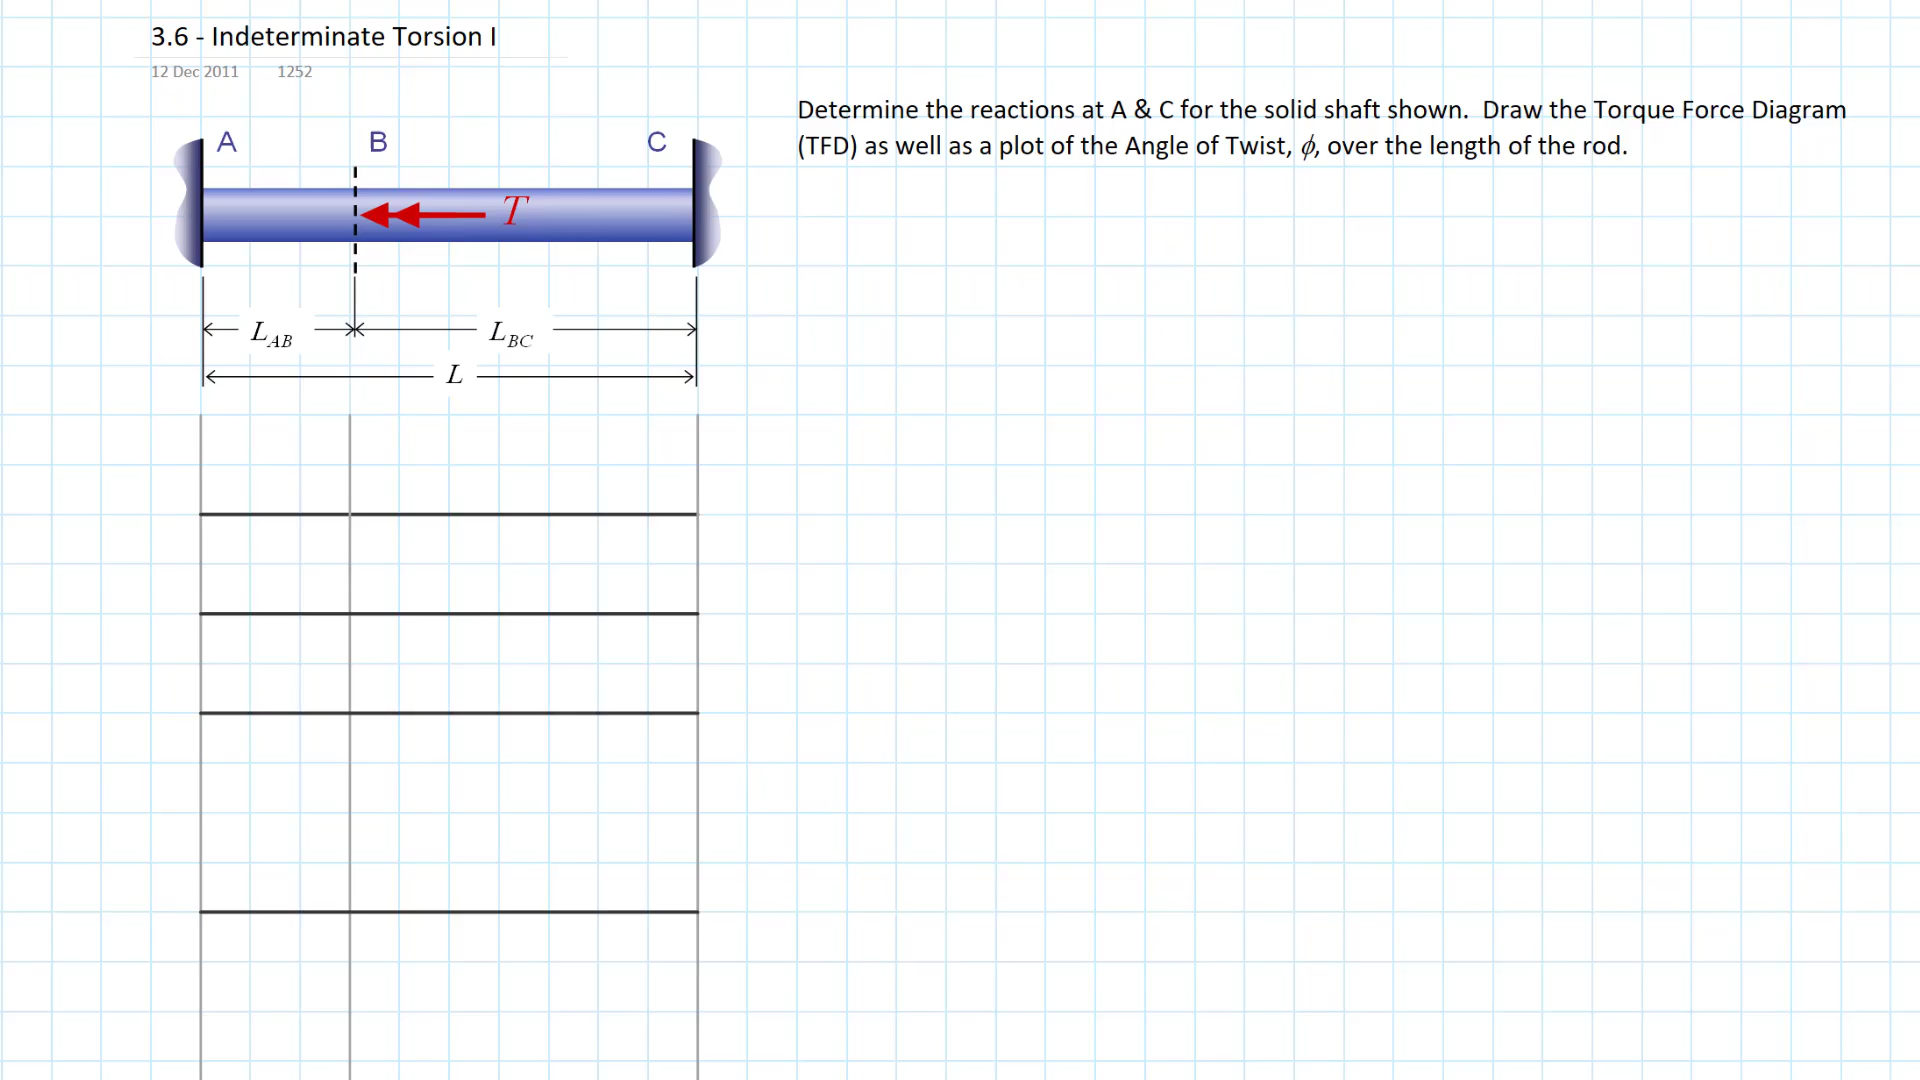 3.6 - Indeterminate Torsion I
12 Dec 2011 1252
Determine the reactions at A & C for the solid shaft shown. Draw the Torque Force Diagram
(TFD) as well as a plot of the Angle of Twist, ϕ, over the length of the rod.
A B C
T
L_AB L_BC
L